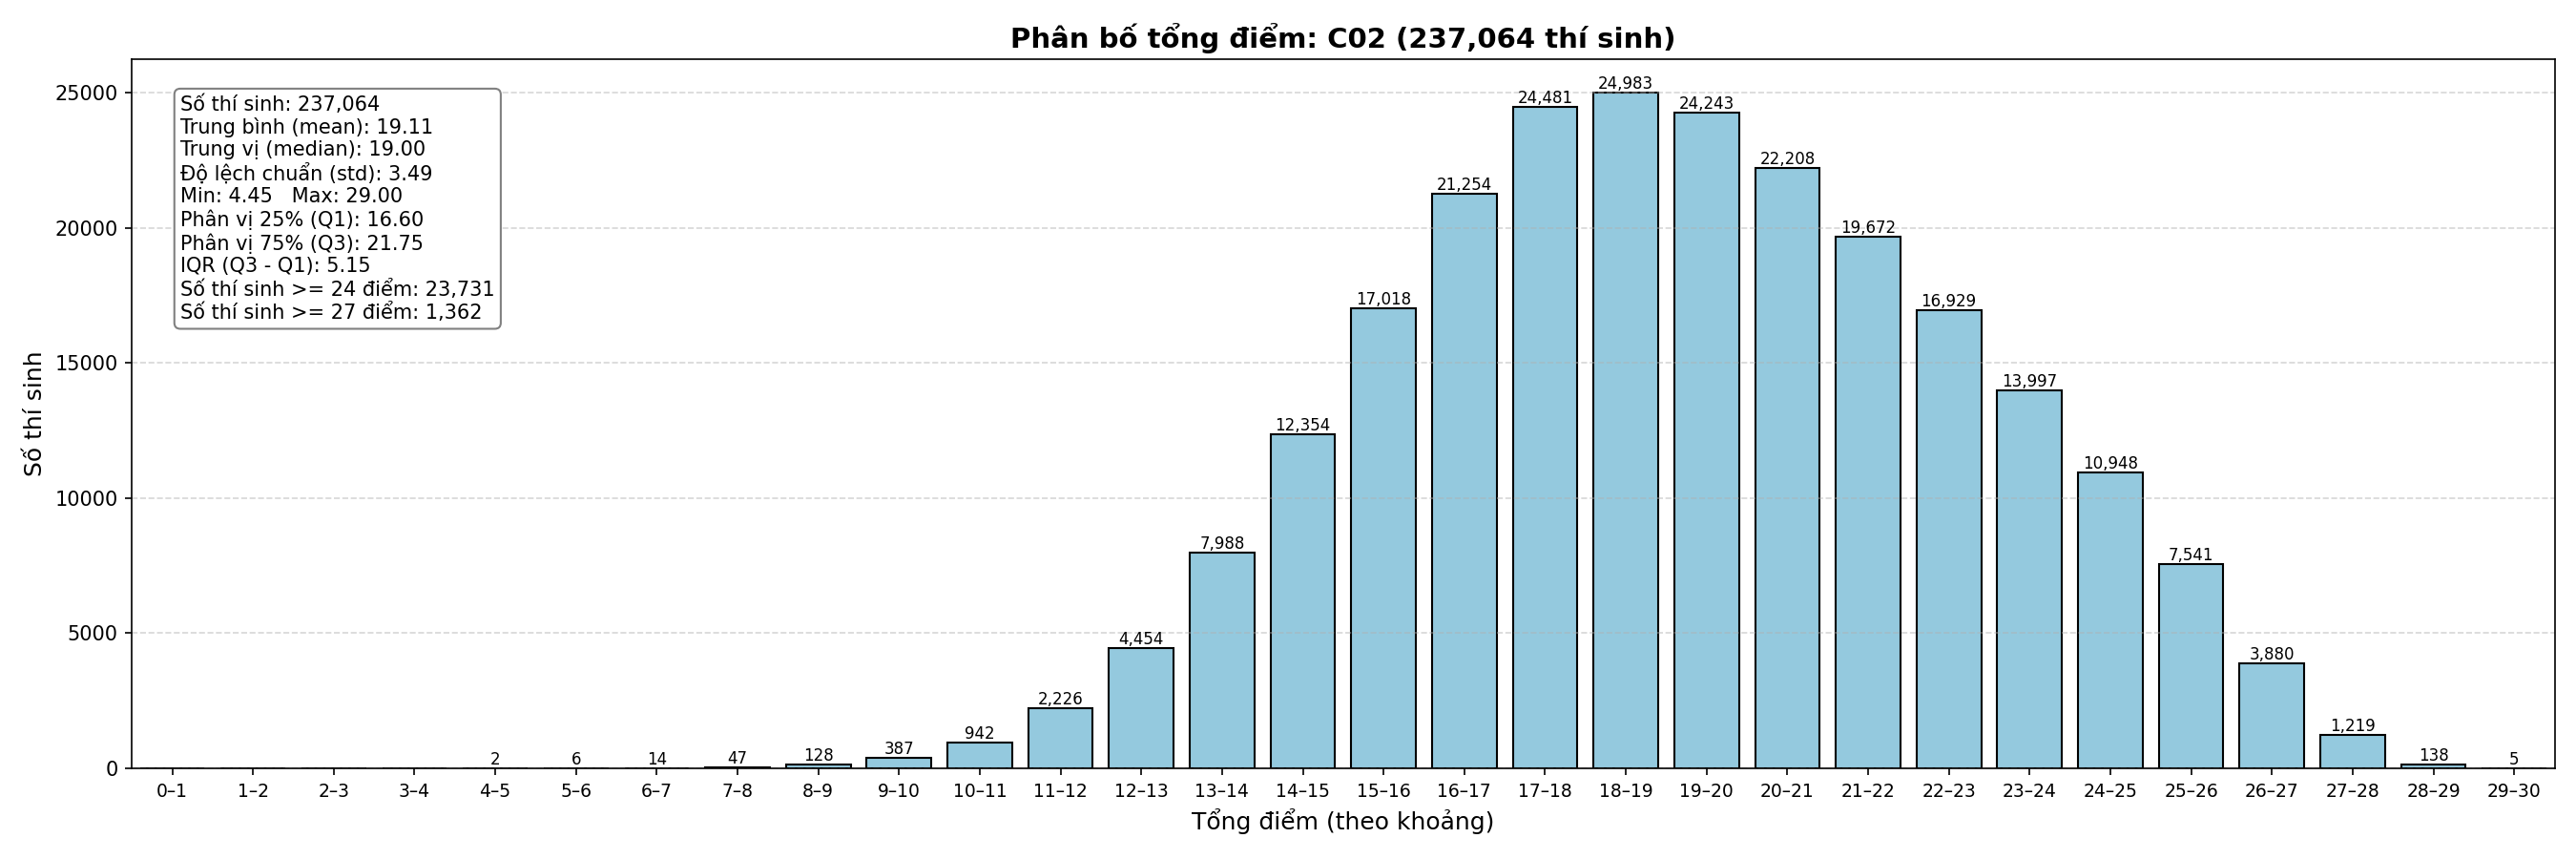 Phân bố tổng điểm: C02 (237,064 thí sinh)
Số thí sinh: 237,064
Trung bình (mean): 19.11
Trung vị (median): 19.00
Độ lệch chuẩn (std): 3.49
Min: 4.45   Max: 29.00
Phân vị 25% (Q1): 16.60
Phân vị 75% (Q3): 21.75
IQR (Q3 - Q1): 5.15
Số thí sinh >= 24 điểm: 23,731
Số thí sinh >= 27 điểm: 1,362
Số thí sinh
25000
20000
15000
10000
5000
0
2 6 14 47 128 387 942 2,226 4,454 7,988 12,354 17,018 21,254 24,481 24,983 24,243 22,208 19,672 16,929 13,997 10,948 7,541 3,880 1,219 138 5
0–1 1–2 2–3 3–4 4–5 5–6 6–7 7–8 8–9 9–10 10–11 11–12 12–13 13–14 14–15 15–16 16–17 17–18 18–19 19–20 20–21 21–22 22–23 23–24 24–25 25–26 26–27 27–28 28–29 29–30
Tổng điểm (theo khoảng)